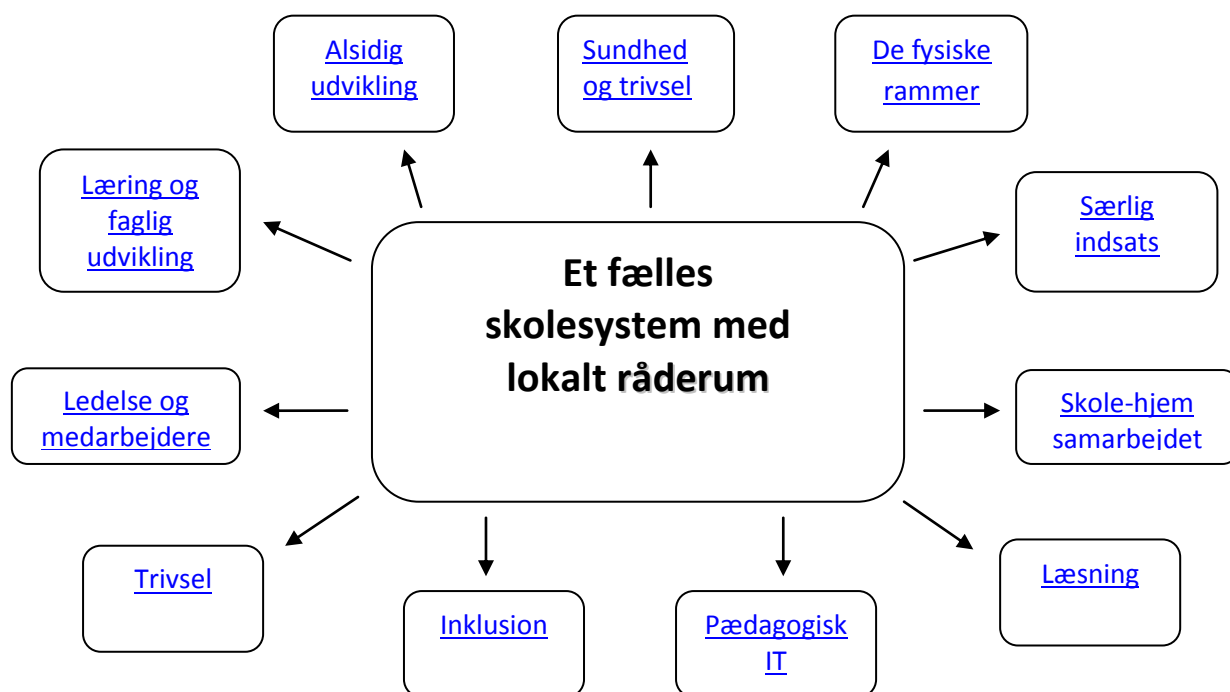 Alsidig
udvikling
Sundhed
og trivsel
De fysiske
rammer
Læring og
faglig
udvikling
Særlig
indsats
Et fælles
skolesystem med
lokalt råderum
Ledelse og
medarbejdere
Skole-hjem
samarbejdet
Trivsel
Inklusion
Pædagogisk
IT
Læsning